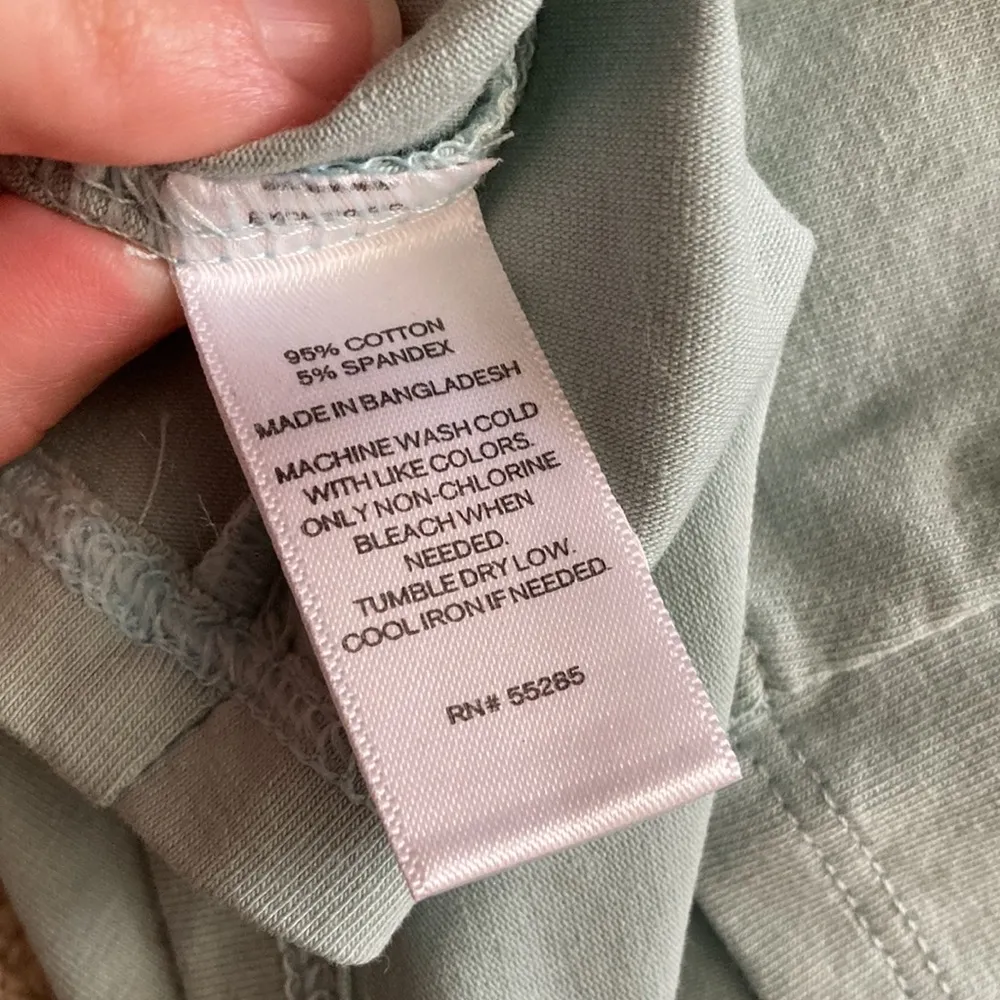 95% COTTON
5% SPANDEX
MADE IN BANGLADESH
MACHINE WASH COLD
WITH LIKE COLORS.
ONLY NON-CHLORINE
BLEACH WHEN
NEEDED.
TUMBLE DRY LOW.
COOL IRON IF NEEDED.
RN# 55285